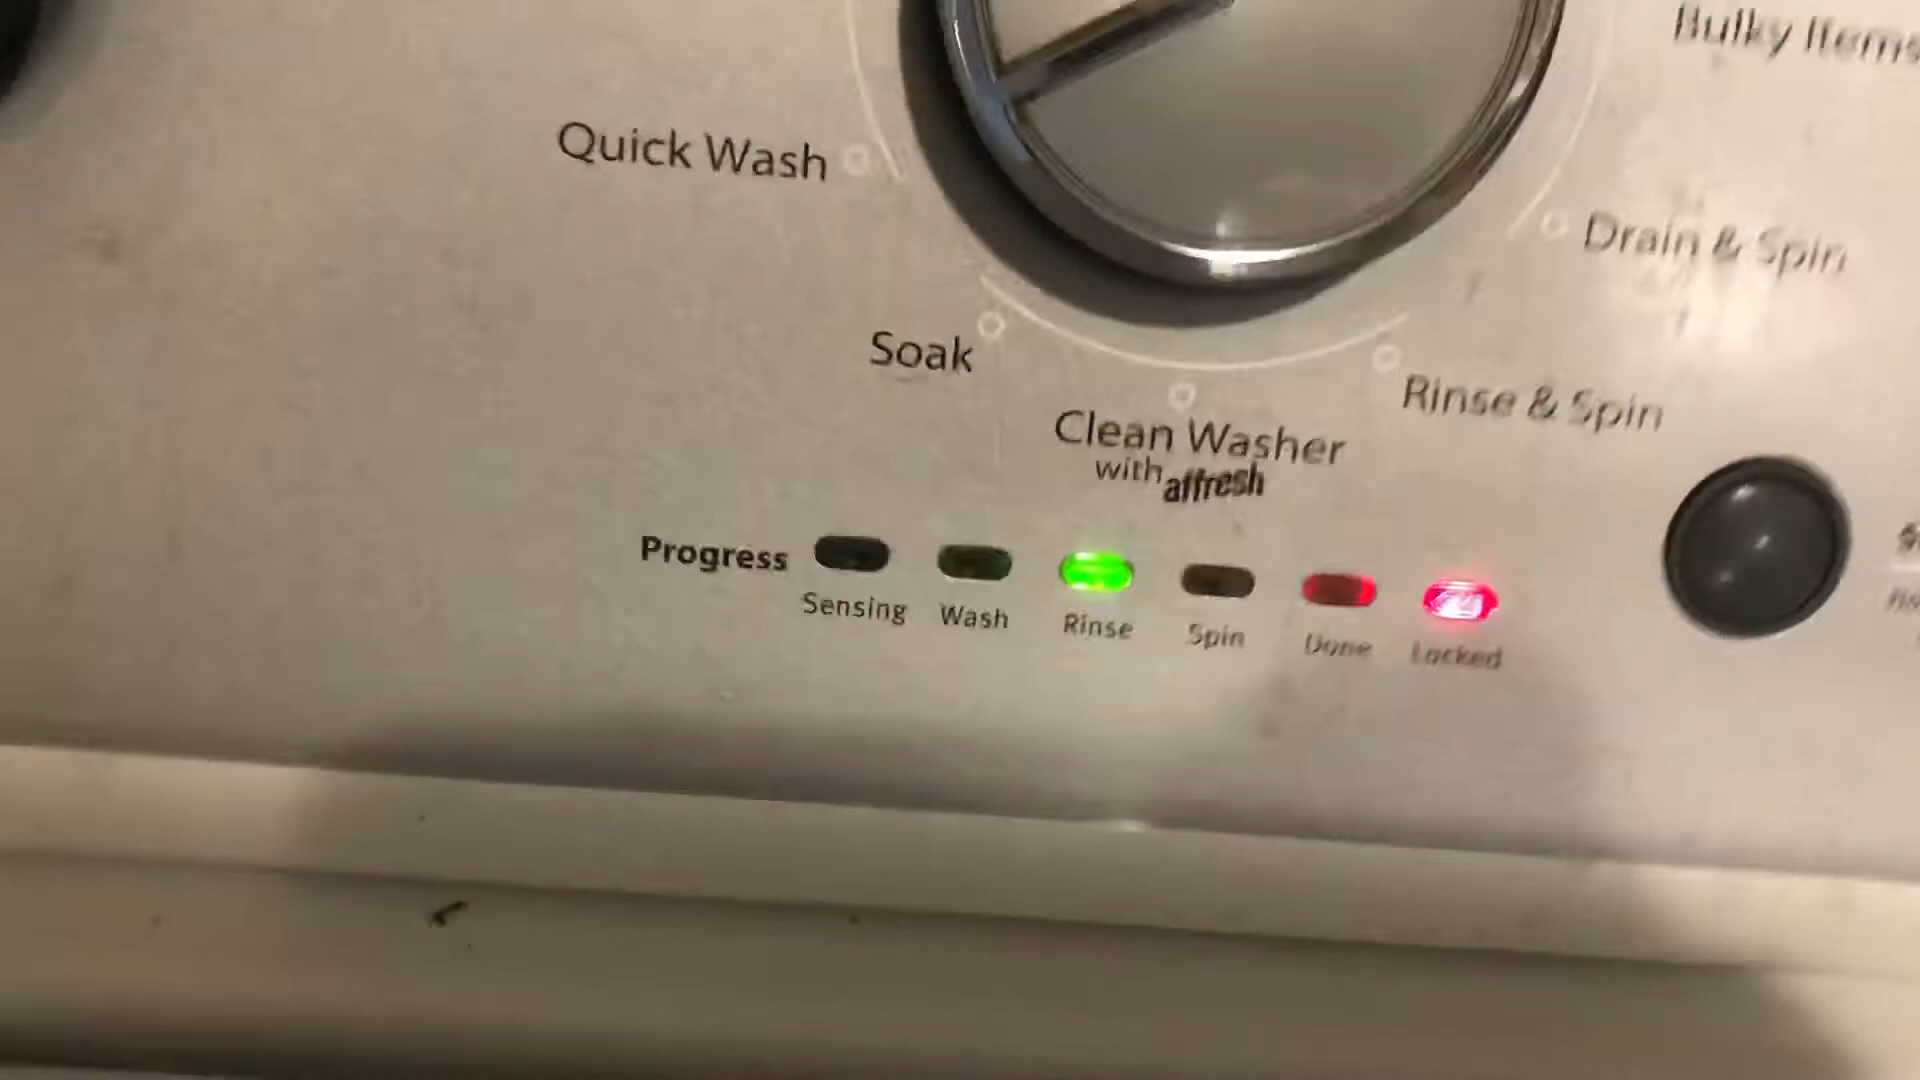 Bulky Items
Quick Wash
Drain & Spin
Soak
Rinse & Spin
Clean Washer
with affresh
Progress
Sensing
Wash
Rinse
Spin
Done
Locked